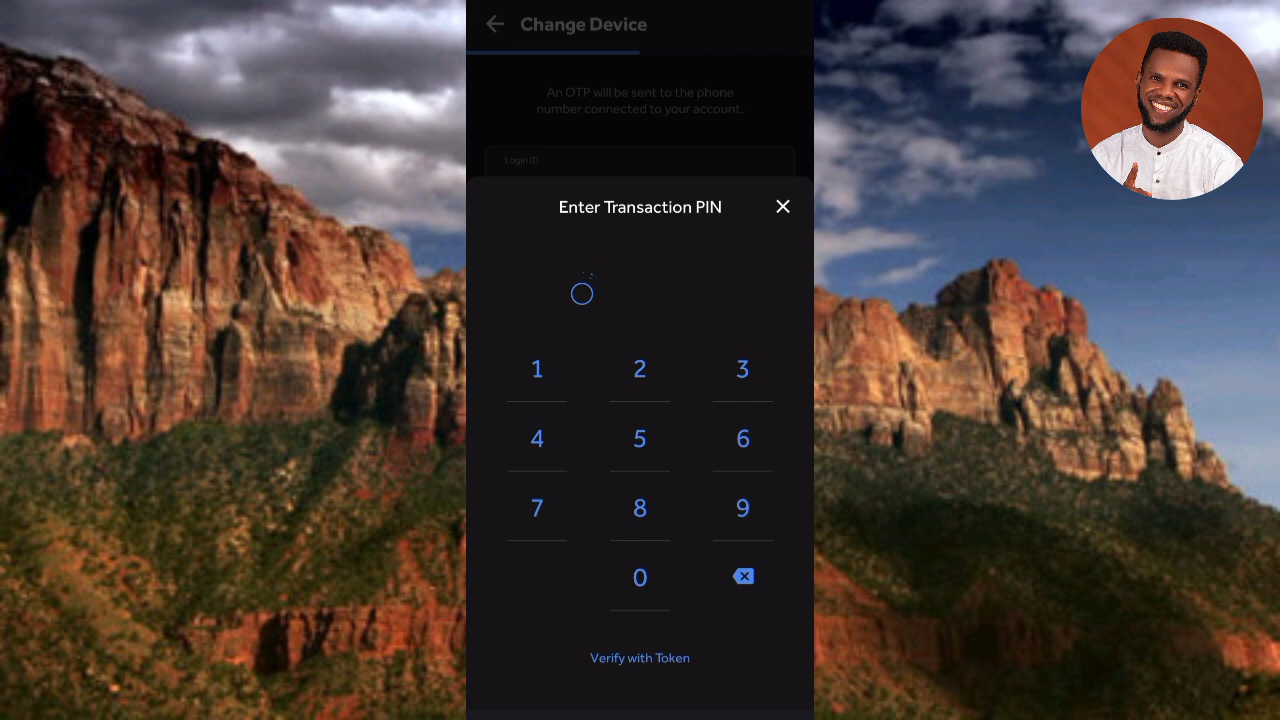 Change Device
An OTP will be sent to the phone
number connected to your account.
Login ID
Enter Transaction PIN
1 2 3
4 5 6
7 8 9
0
Verify with Token